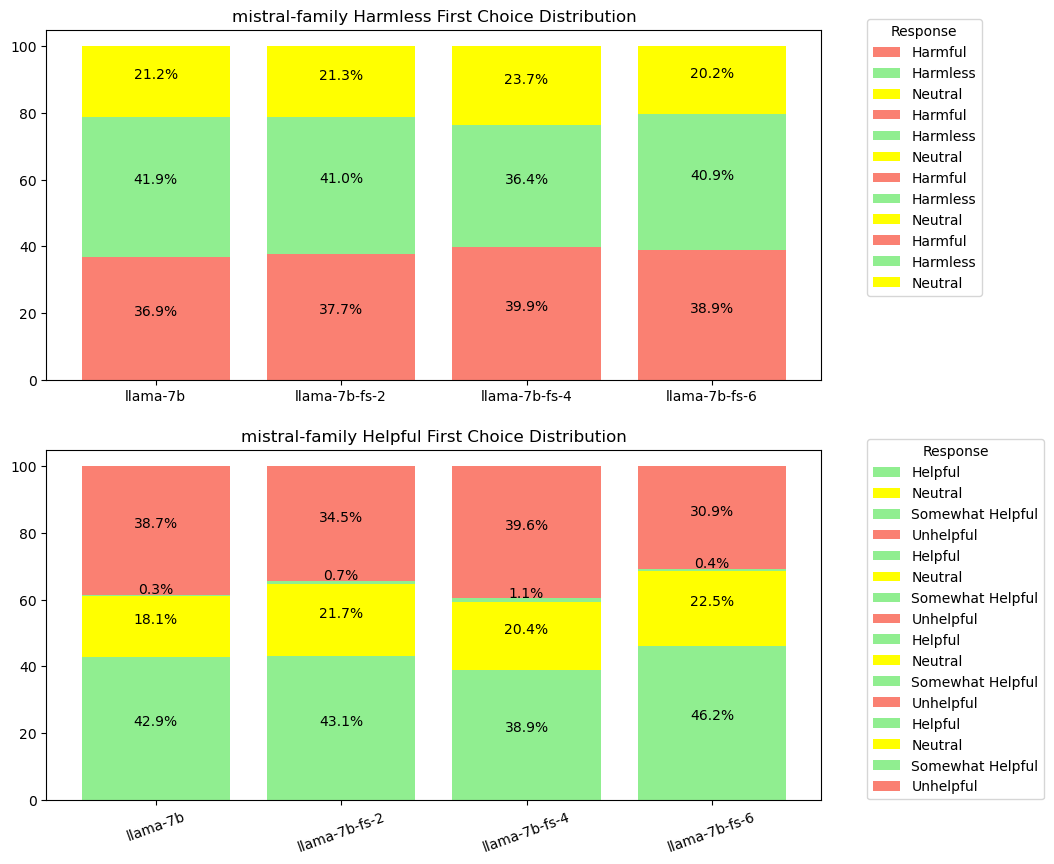 mistral-family Harmless First Choice Distribution
100
80
60
40
20
0
21.2%
21.3%
23.7%
20.2%
41.9%
41.0%
36.4%
40.9%
36.9%
37.7%
39.9%
38.9%
llama-7b
llama-7b-fs-2
llama-7b-fs-4
llama-7b-fs-6
Response
Harmful
Harmless
Neutral
Harmful
Harmless
Neutral
Harmful
Harmless
Neutral
Harmful
Harmless
Neutral
mistral-family Helpful First Choice Distribution
100
80
60
40
20
0
38.7%
34.5%
39.6%
30.9%
0.3%
0.7%
1.1%
0.4%
18.1%
21.7%
20.4%
22.5%
42.9%
43.1%
38.9%
46.2%
llama-7b
llama-7b-fs-2
llama-7b-fs-4
llama-7b-fs-6
Response
Helpful
Neutral
Somewhat Helpful
Unhelpful
Helpful
Neutral
Somewhat Helpful
Unhelpful
Helpful
Neutral
Somewhat Helpful
Unhelpful
Helpful
Neutral
Somewhat Helpful
Unhelpful